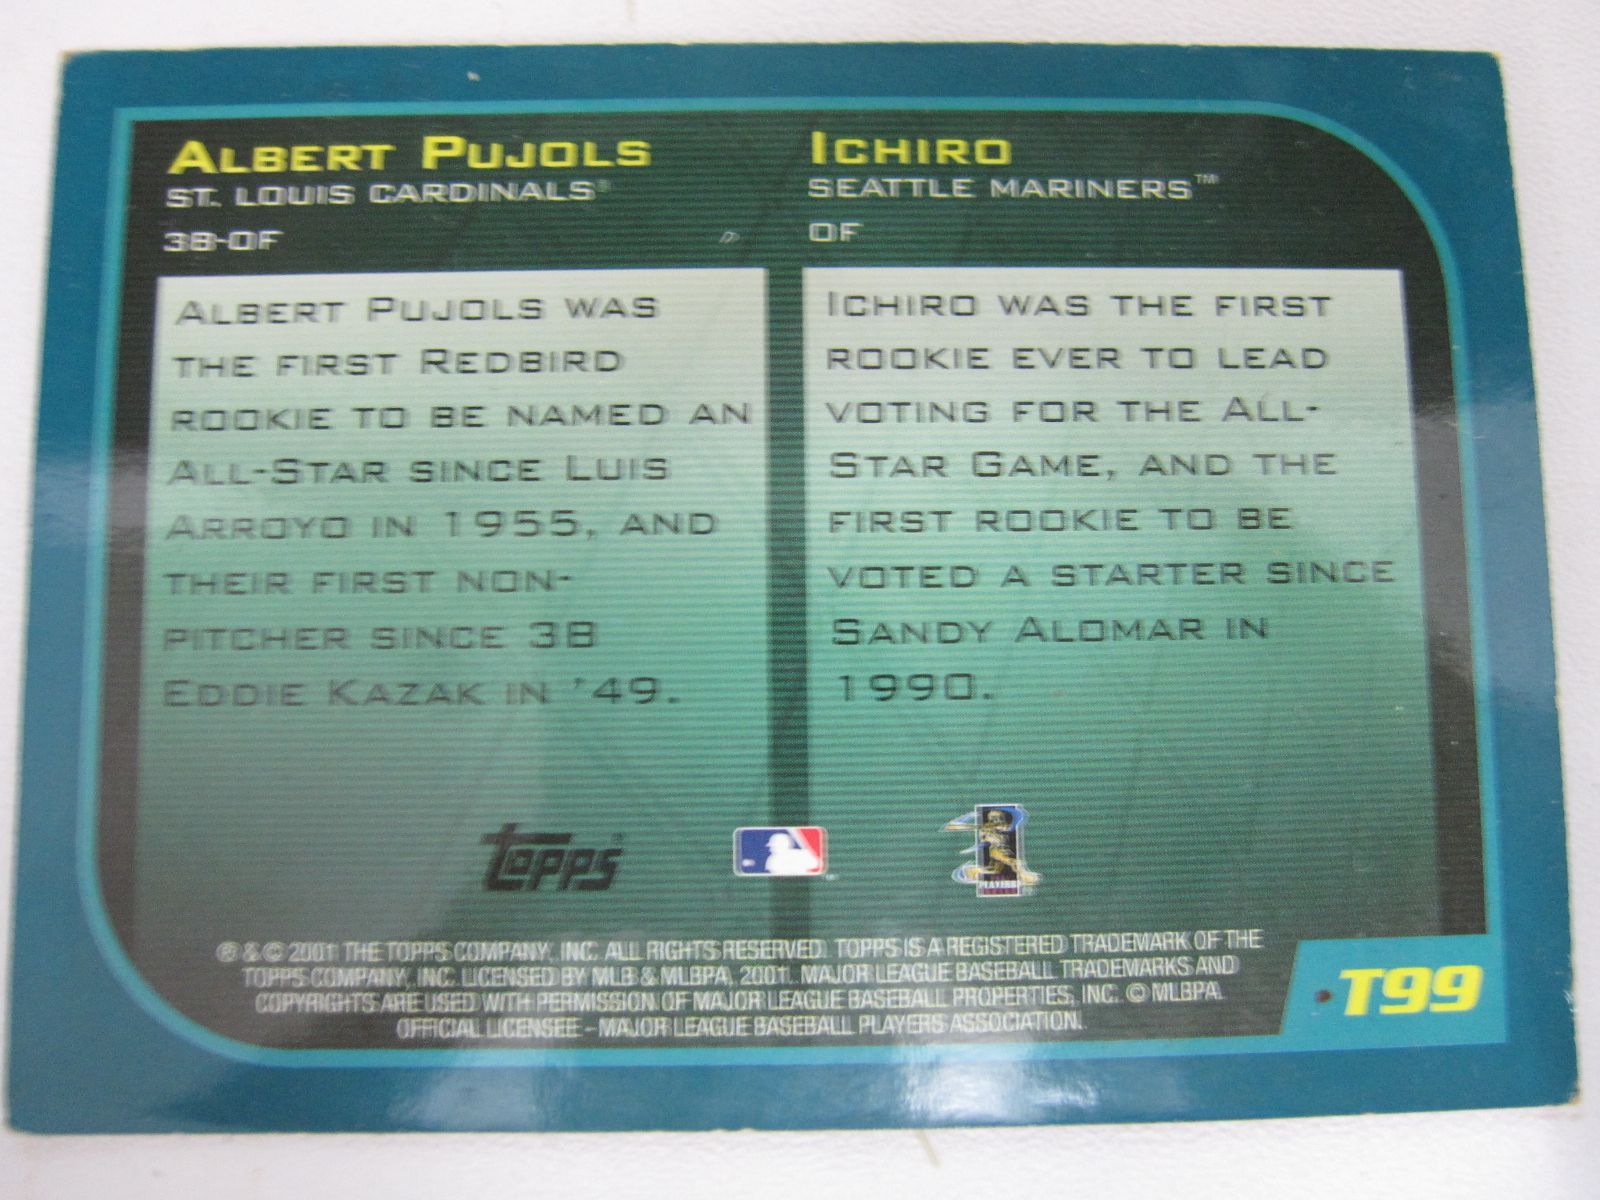 ALBERT PUJOLS
ST. LOUIS CARDINALS®
3B-OF
ALBERT PUJOLS WAS
THE FIRST REDBIRD
ROOKIE TO BE NAMED AN
ALL-STAR SINCE LUIS
ARROYO IN 1955, AND
THEIR FIRST NON-
PITCHER SINCE 3B
EDDIE KAZAK IN '49.
ICHIRO
SEATTLE MARINERS™
OF
ICHIRO WAS THE FIRST
ROOKIE EVER TO LEAD
VOTING FOR THE ALL-
STAR GAME, AND THE
FIRST ROOKIE TO BE
VOTED A STARTER SINCE
SANDY ALOMAR IN
1990.
Topps®
PLAYERS
® & © 2001 THE TOPPS COMPANY, INC. ALL RIGHTS RESERVED. TOPPS IS A REGISTERED TRADEMARK OF THE
TOPPS COMPANY, INC. LICENSED BY MLB & MLBPA, 2001. MAJOR LEAGUE BASEBALL TRADEMARKS AND
COPYRIGHTS ARE USED WITH PERMISSION OF MAJOR LEAGUE BASEBALL PROPERTIES, INC. © MLBPA
OFFICIAL LICENSEE - MAJOR LEAGUE BASEBALL PLAYERS ASSOCIATION.
T99